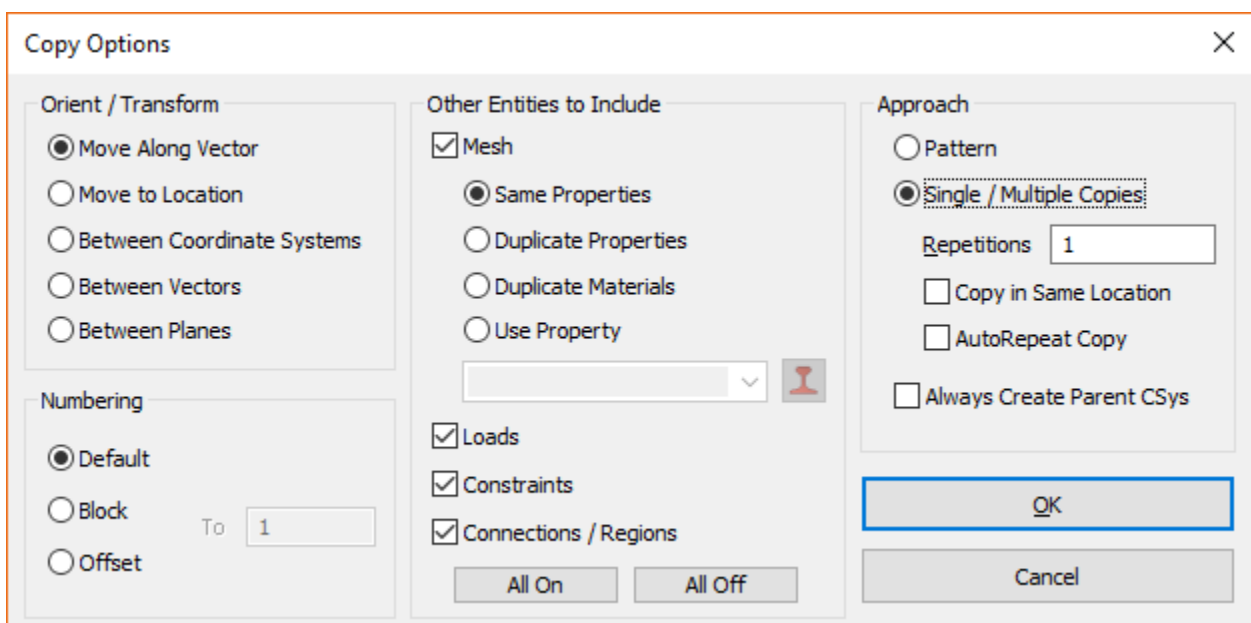 Copy Options
Orient / Transform
Move Along Vector
Move to Location
Between Coordinate Systems
Between Vectors
Between Planes
Numbering
Default
Block
To 1
Offset
Other Entities to Include
Mesh
Same Properties
Duplicate Properties
Duplicate Materials
Use Property
Loads
Constraints
Connections / Regions
All On All Off
Approach
Pattern
Single / Multiple Copies
Repetitions 1
Copy in Same Location
AutoRepeat Copy
Always Create Parent CSys
OK
Cancel